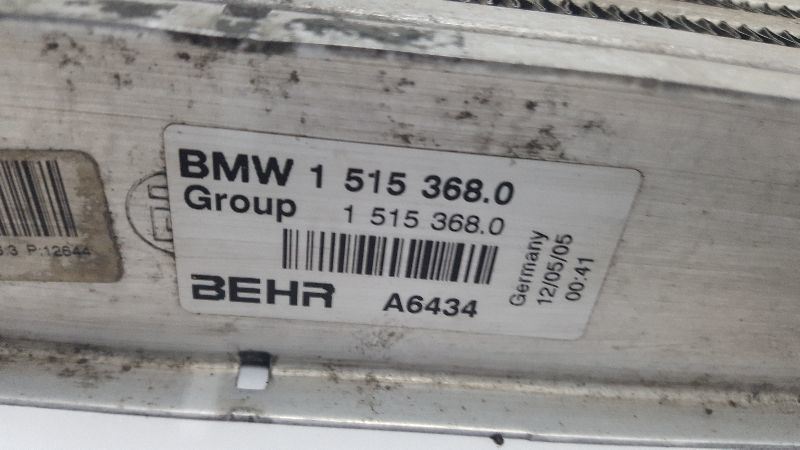 BMW 1 515 368.0
Group 1 515 368.0
BEHR A6434
Germany
12/05/05
00:41
P:12644